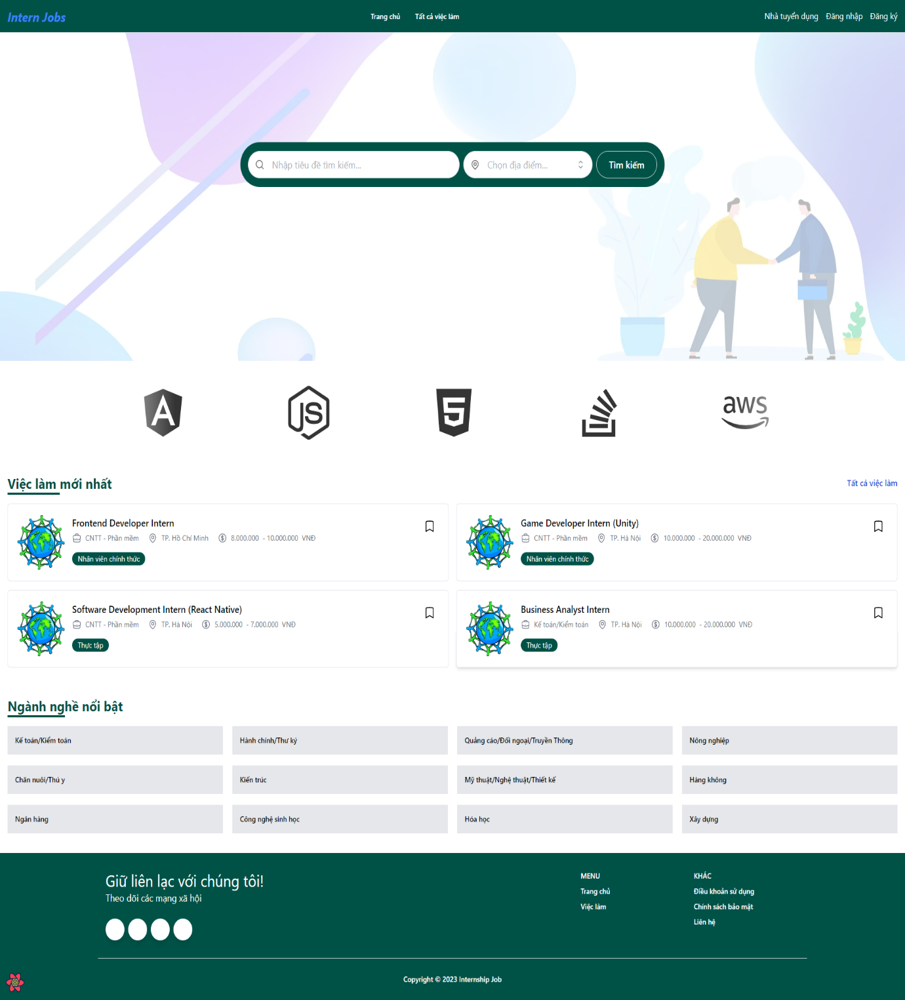 Intern Jobs
Trang chủ
Tất cả việc làm
Nhà tuyển dụng
Đăng nhập
Đăng ký
Nhập tiêu đề tìm kiếm...
Chọn địa điểm...
Tìm kiếm
A
JS
5
aws
Việc làm mới nhất
Tất cả việc làm
Frontend Developer Intern
CNTT - Phần mềm
TP. Hồ Chí Minh
8.000.000 - 10.000.000 VNĐ
Nhân viên chính thức
Game Developer Intern (Unity)
CNTT - Phần mềm
TP. Hà Nội
10.000.000 - 20.000.000 VNĐ
Nhân viên chính thức
Software Development Intern (React Native)
CNTT - Phần mềm
TP. Hà Nội
5.000.000 - 7.000.000 VNĐ
Thực tập
Business Analyst Intern
Kế toán/Kiểm toán
TP. Hà Nội
10.000.000 - 20.000.000 VNĐ
Thực tập
Ngành nghề nổi bật
Kế toán/Kiểm toán
Hành chính/Thư ký
Quảng cáo/Đối ngoại/Truyền Thông
Nông nghiệp
Chăn nuôi/Thú y
Kiến trúc
Mỹ thuật/Nghệ thuật/Thiết kế
Hàng không
Ngân hàng
Công nghệ sinh học
Hóa học
Xây dựng
Giữ liên lạc với chúng tôi!
Theo dõi các mạng xã hội
MENU
Trang chủ
Việc làm
KHÁC
Điều khoản sử dụng
Chính sách bảo mật
Liên hệ
Copyright © 2023 Internship Job